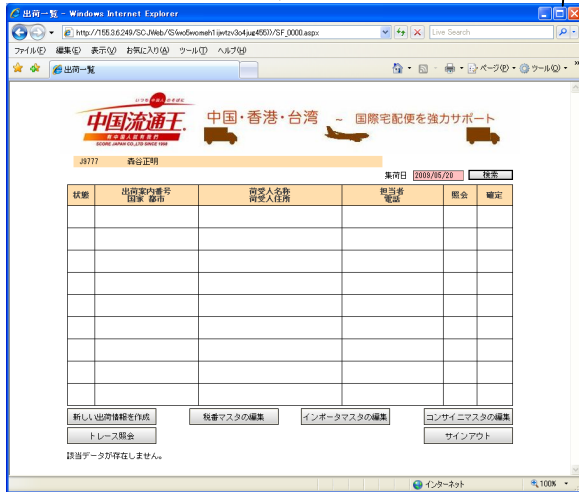 出荷一覧 - Windows Internet Explorer
Live Search
ファイル(F) 編集(E) 表示(V) お気に入り(A) ツール(T) ヘルプ(H)
出荷一覧
ページ(P) ツール(O)
中国流通王.
SCORE JAPAN CO.,LTD SINCE 1998
中国・香港・台湾 ~ 国際宅配便を強力サポート
J9777 森谷正明
集荷日 2009/05/20 検索
状態 出荷案内番号 荷受人名称 担当者 照会 確定
国家 都市 荷受人住所 電話
新しい出荷情報を作成 税番マスタの編集 インポータマスタの編集 コンサイニマスタの編集
トレース照会 サインアウト
該当データが存在しません。
インターネット 100%